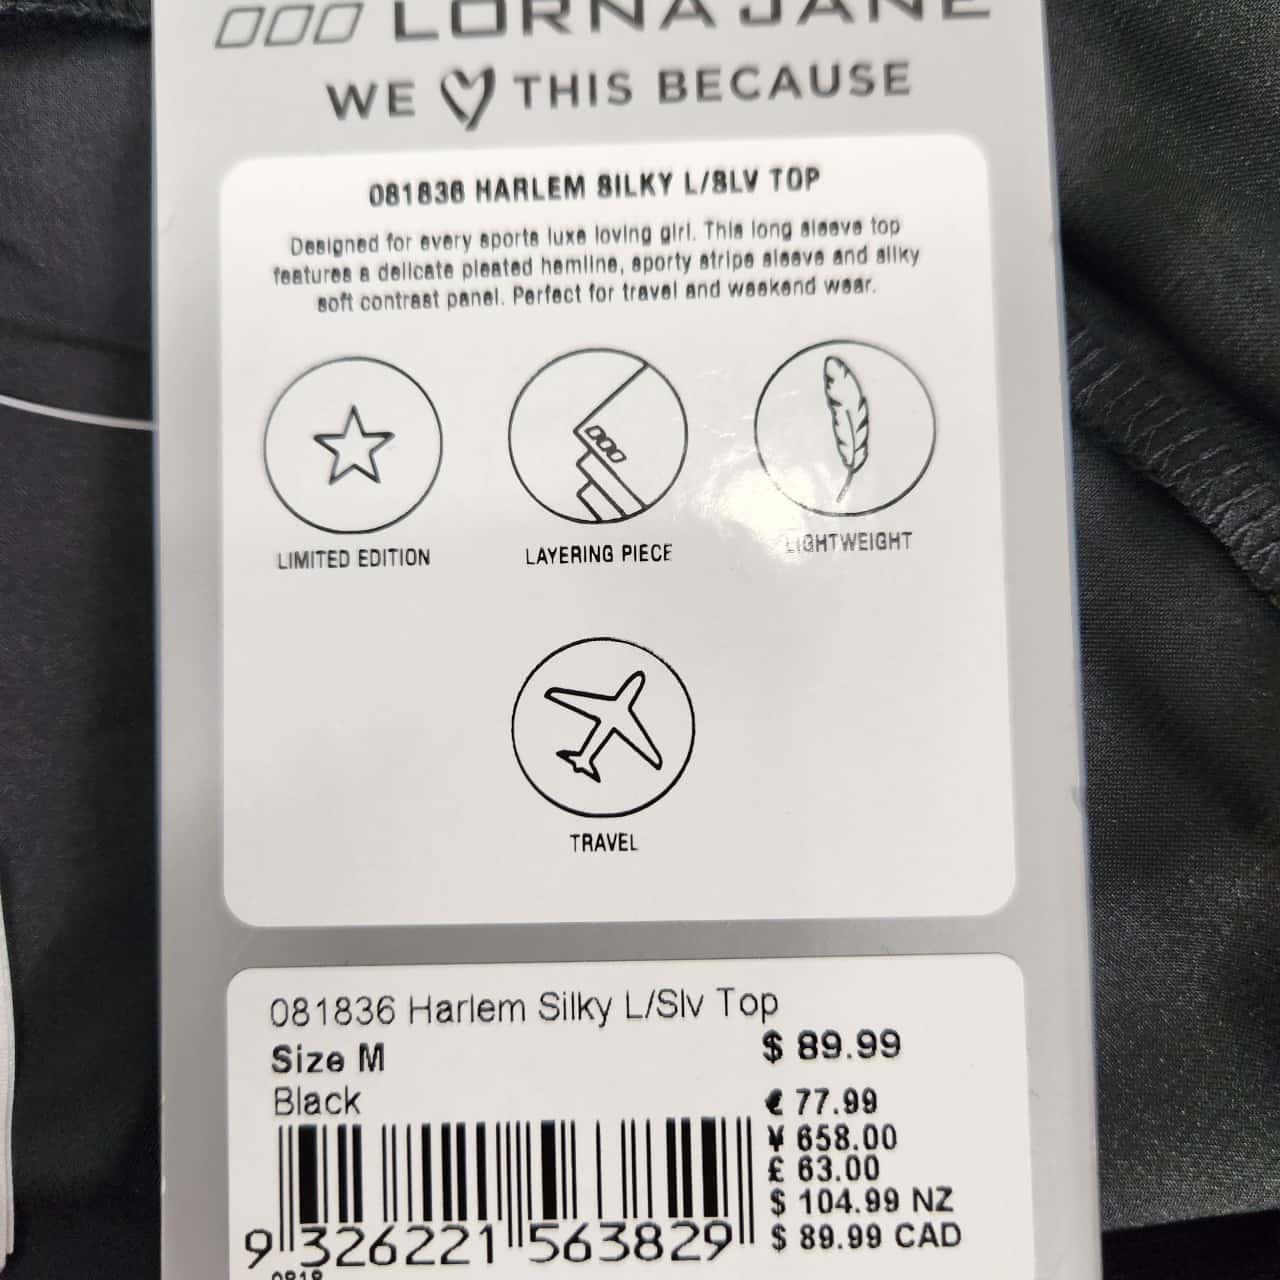 LORNA JANE
WE THIS BECAUSE
081836 HARLEM SILKY L/SLV TOP
Designed for every sports luxe loving girl. This long sleeve top
features a delicate pleated hemline, sporty stripe sleeve and silky
soft contrast panel. Perfect for travel and weekend wear.
LIMITED EDITION
LAYERING PIECE
LIGHTWEIGHT
TRAVEL
081836 Harlem Silky L/Slv Top
Size M
$ 89.99
Black
€ 77.99
¥ 658.00
£ 63.00
$ 104.99 NZ
$ 89.99 CAD
9 326221 563829
0818